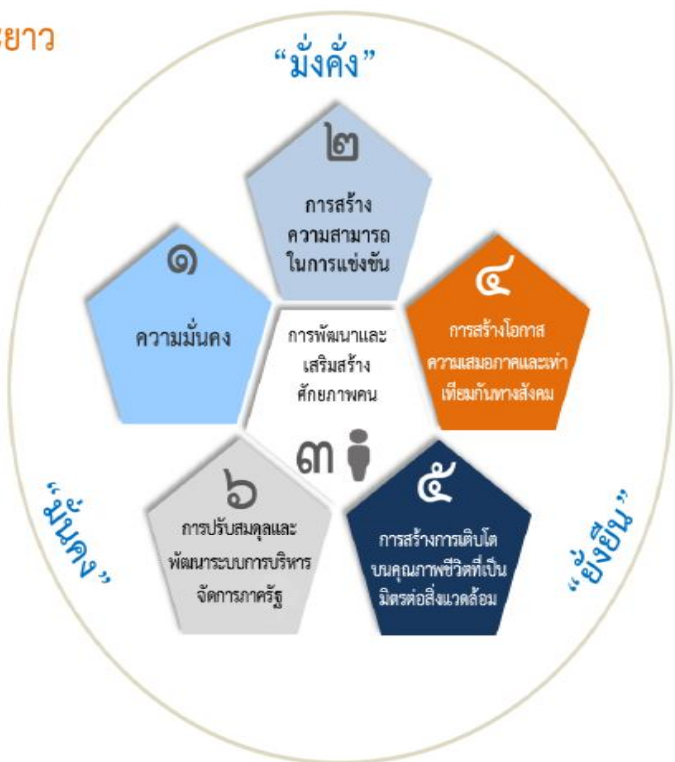 ะยาว
“มั่งคั่ง”
๒
การสร้าง
ความสามารถ
ในการแข่งขัน
๑
ความมั่นคง
๔
การสร้างโอกาส
ความเสมอภาคและเท่า
เทียมกันทางสังคม
การพัฒนาและ
เสริมสร้าง
ศักยภาพคน
๓
๖
การปรับสมดุลและ
พัฒนาระบบการบริหาร
จัดการภาครัฐ
๕
การสร้างการเติบโต
บนคุณภาพชีวิตที่เป็น
มิตรต่อสิ่งแวดล้อม
“มั่นคง”
“ยั่งยืน”